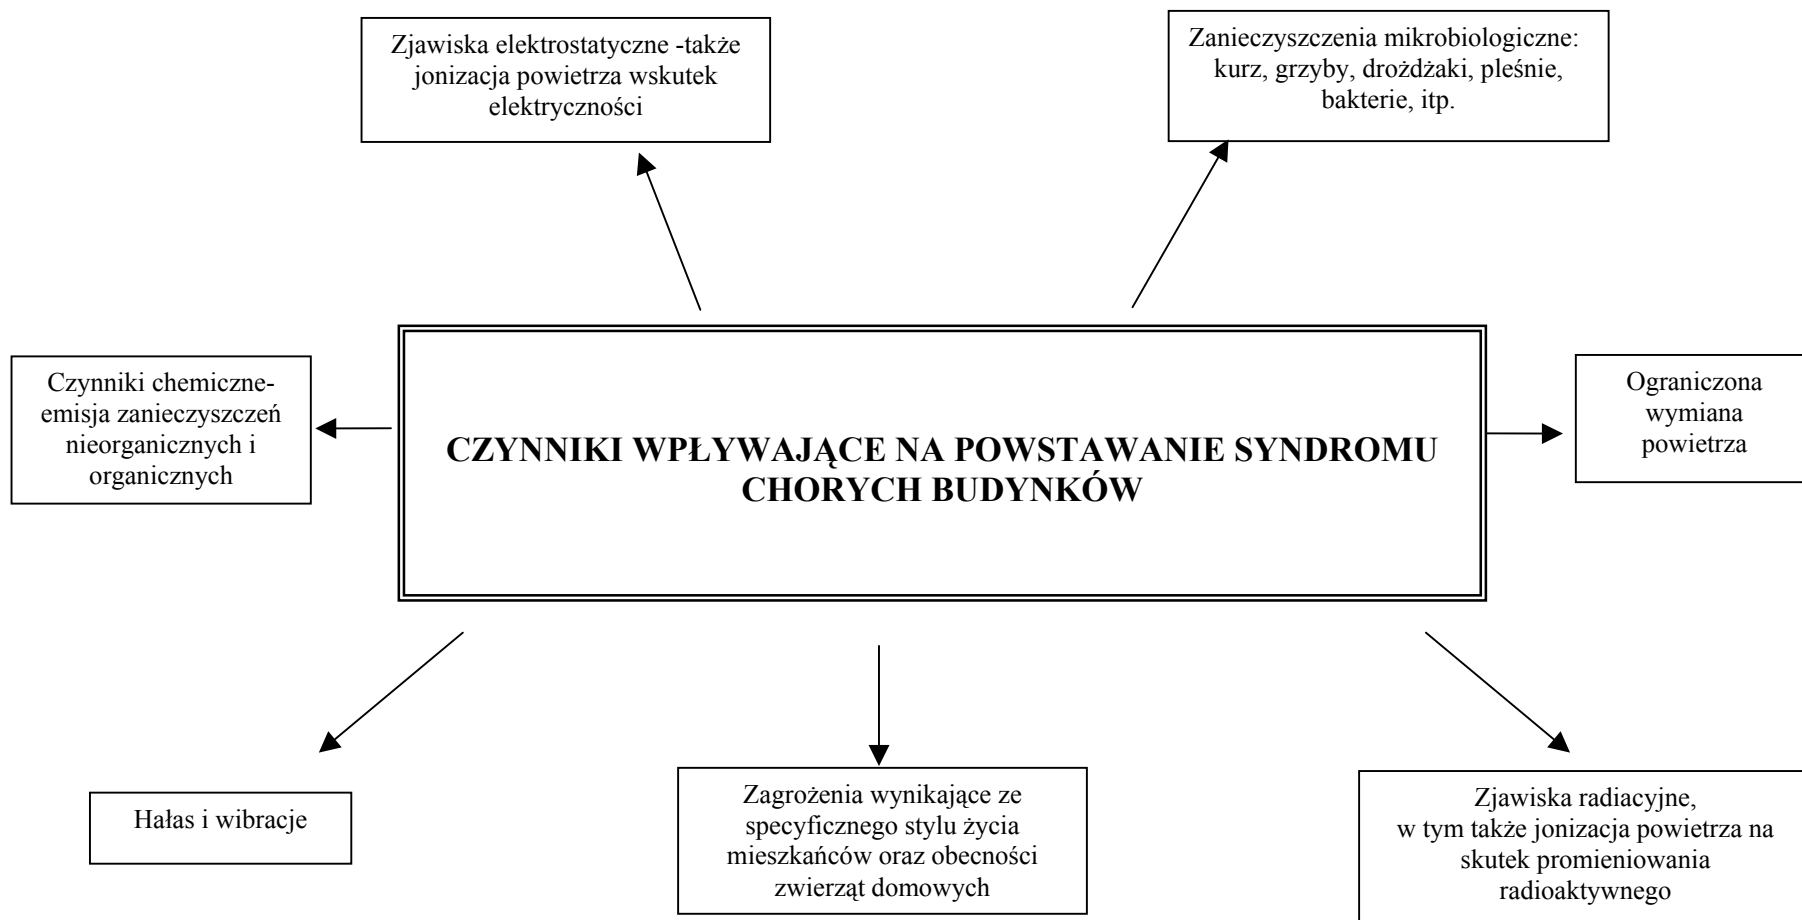 Zjawiska elektrostatyczne -także
jonizacja powietrza wskutek
elektryczności
Zanieczyszczenia mikrobiologiczne:
kurz, grzyby, drożdżaki, pleśnie,
bakterie, itp.
Czynniki chemiczne-
emisja zanieczyszczeń
nieorganicznych i
organicznych
CZYNNIKI WPŁYWAJĄCE NA POWSTAWANIE SYNDROMU
CHORYCH BUDYNKÓW
Ograniczona
wymiana
powietrza
Hałas i wibracje
Zagrożenia wynikające ze
specyficznego stylu życia
mieszkańców oraz obecności
zwierząt domowych
Zjawiska radiacyjne,
w tym także jonizacja powietrza na
skutek promieniowania
radioaktywnego